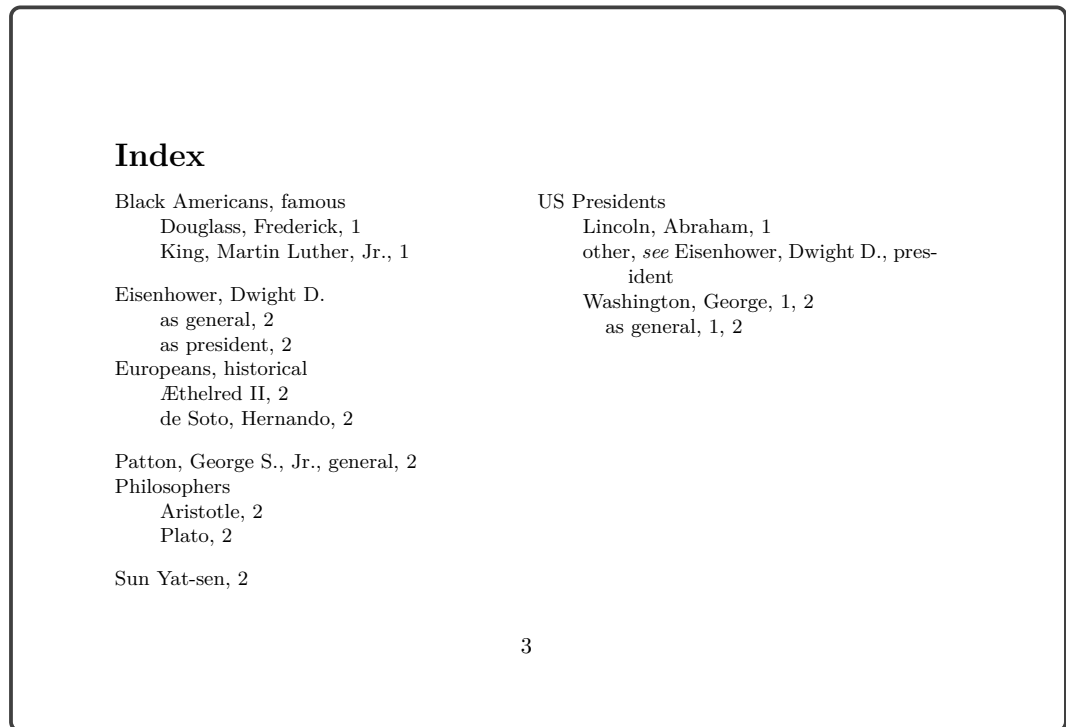 Index
Black Americans, famous
Douglass, Frederick, 1
King, Martin Luther, Jr., 1
Eisenhower, Dwight D.
as general, 2
as president, 2
Europeans, historical
Æthelred II, 2
de Soto, Hernando, 2
Patton, George S., Jr., general, 2
Philosophers
Aristotle, 2
Plato, 2
Sun Yat-sen, 2
US Presidents
Lincoln, Abraham, 1
other, see Eisenhower, Dwight D., pres-
ident
Washington, George, 1, 2
as general, 1, 2
3